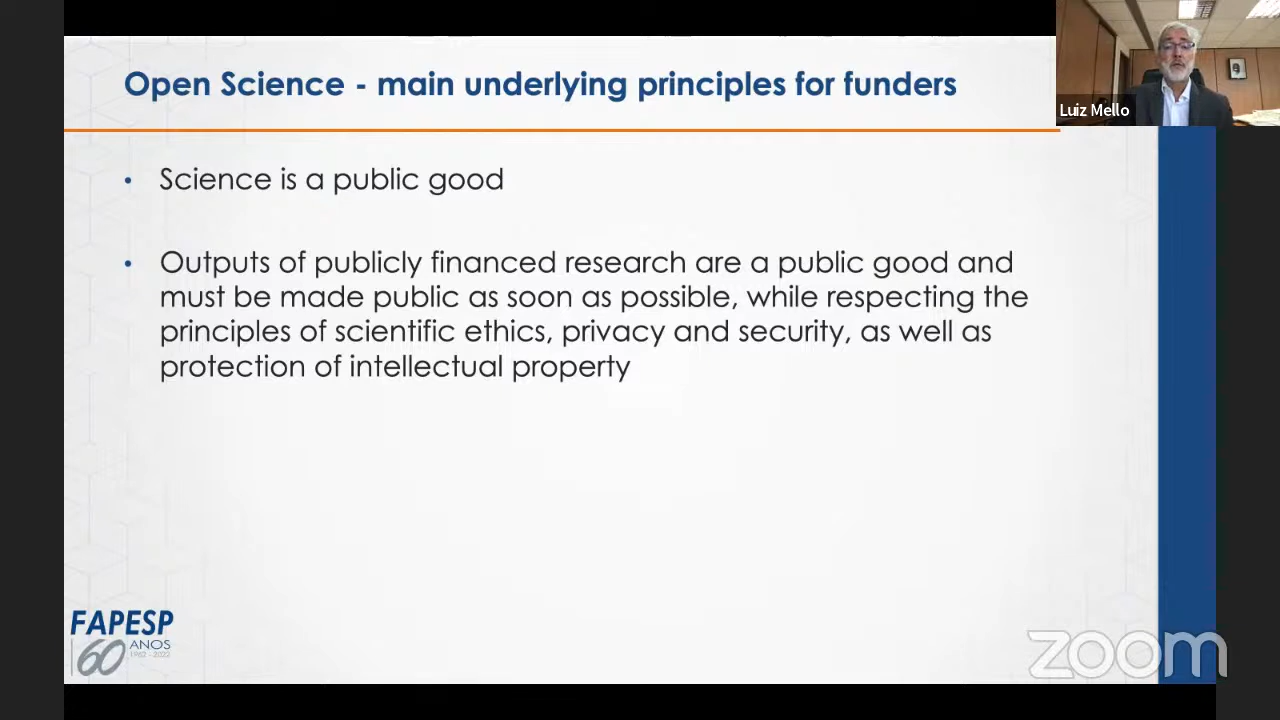 Open Science - main underlying principles for funders
Luiz Mello
• Science is a public good
• Outputs of publicly financed research are a public good and
must be made public as soon as possible, while respecting the
principles of scientific ethics, privacy and security, as well as
protection of intellectual property
FAPESP
60 ANOS
1962 - 2022
zoom